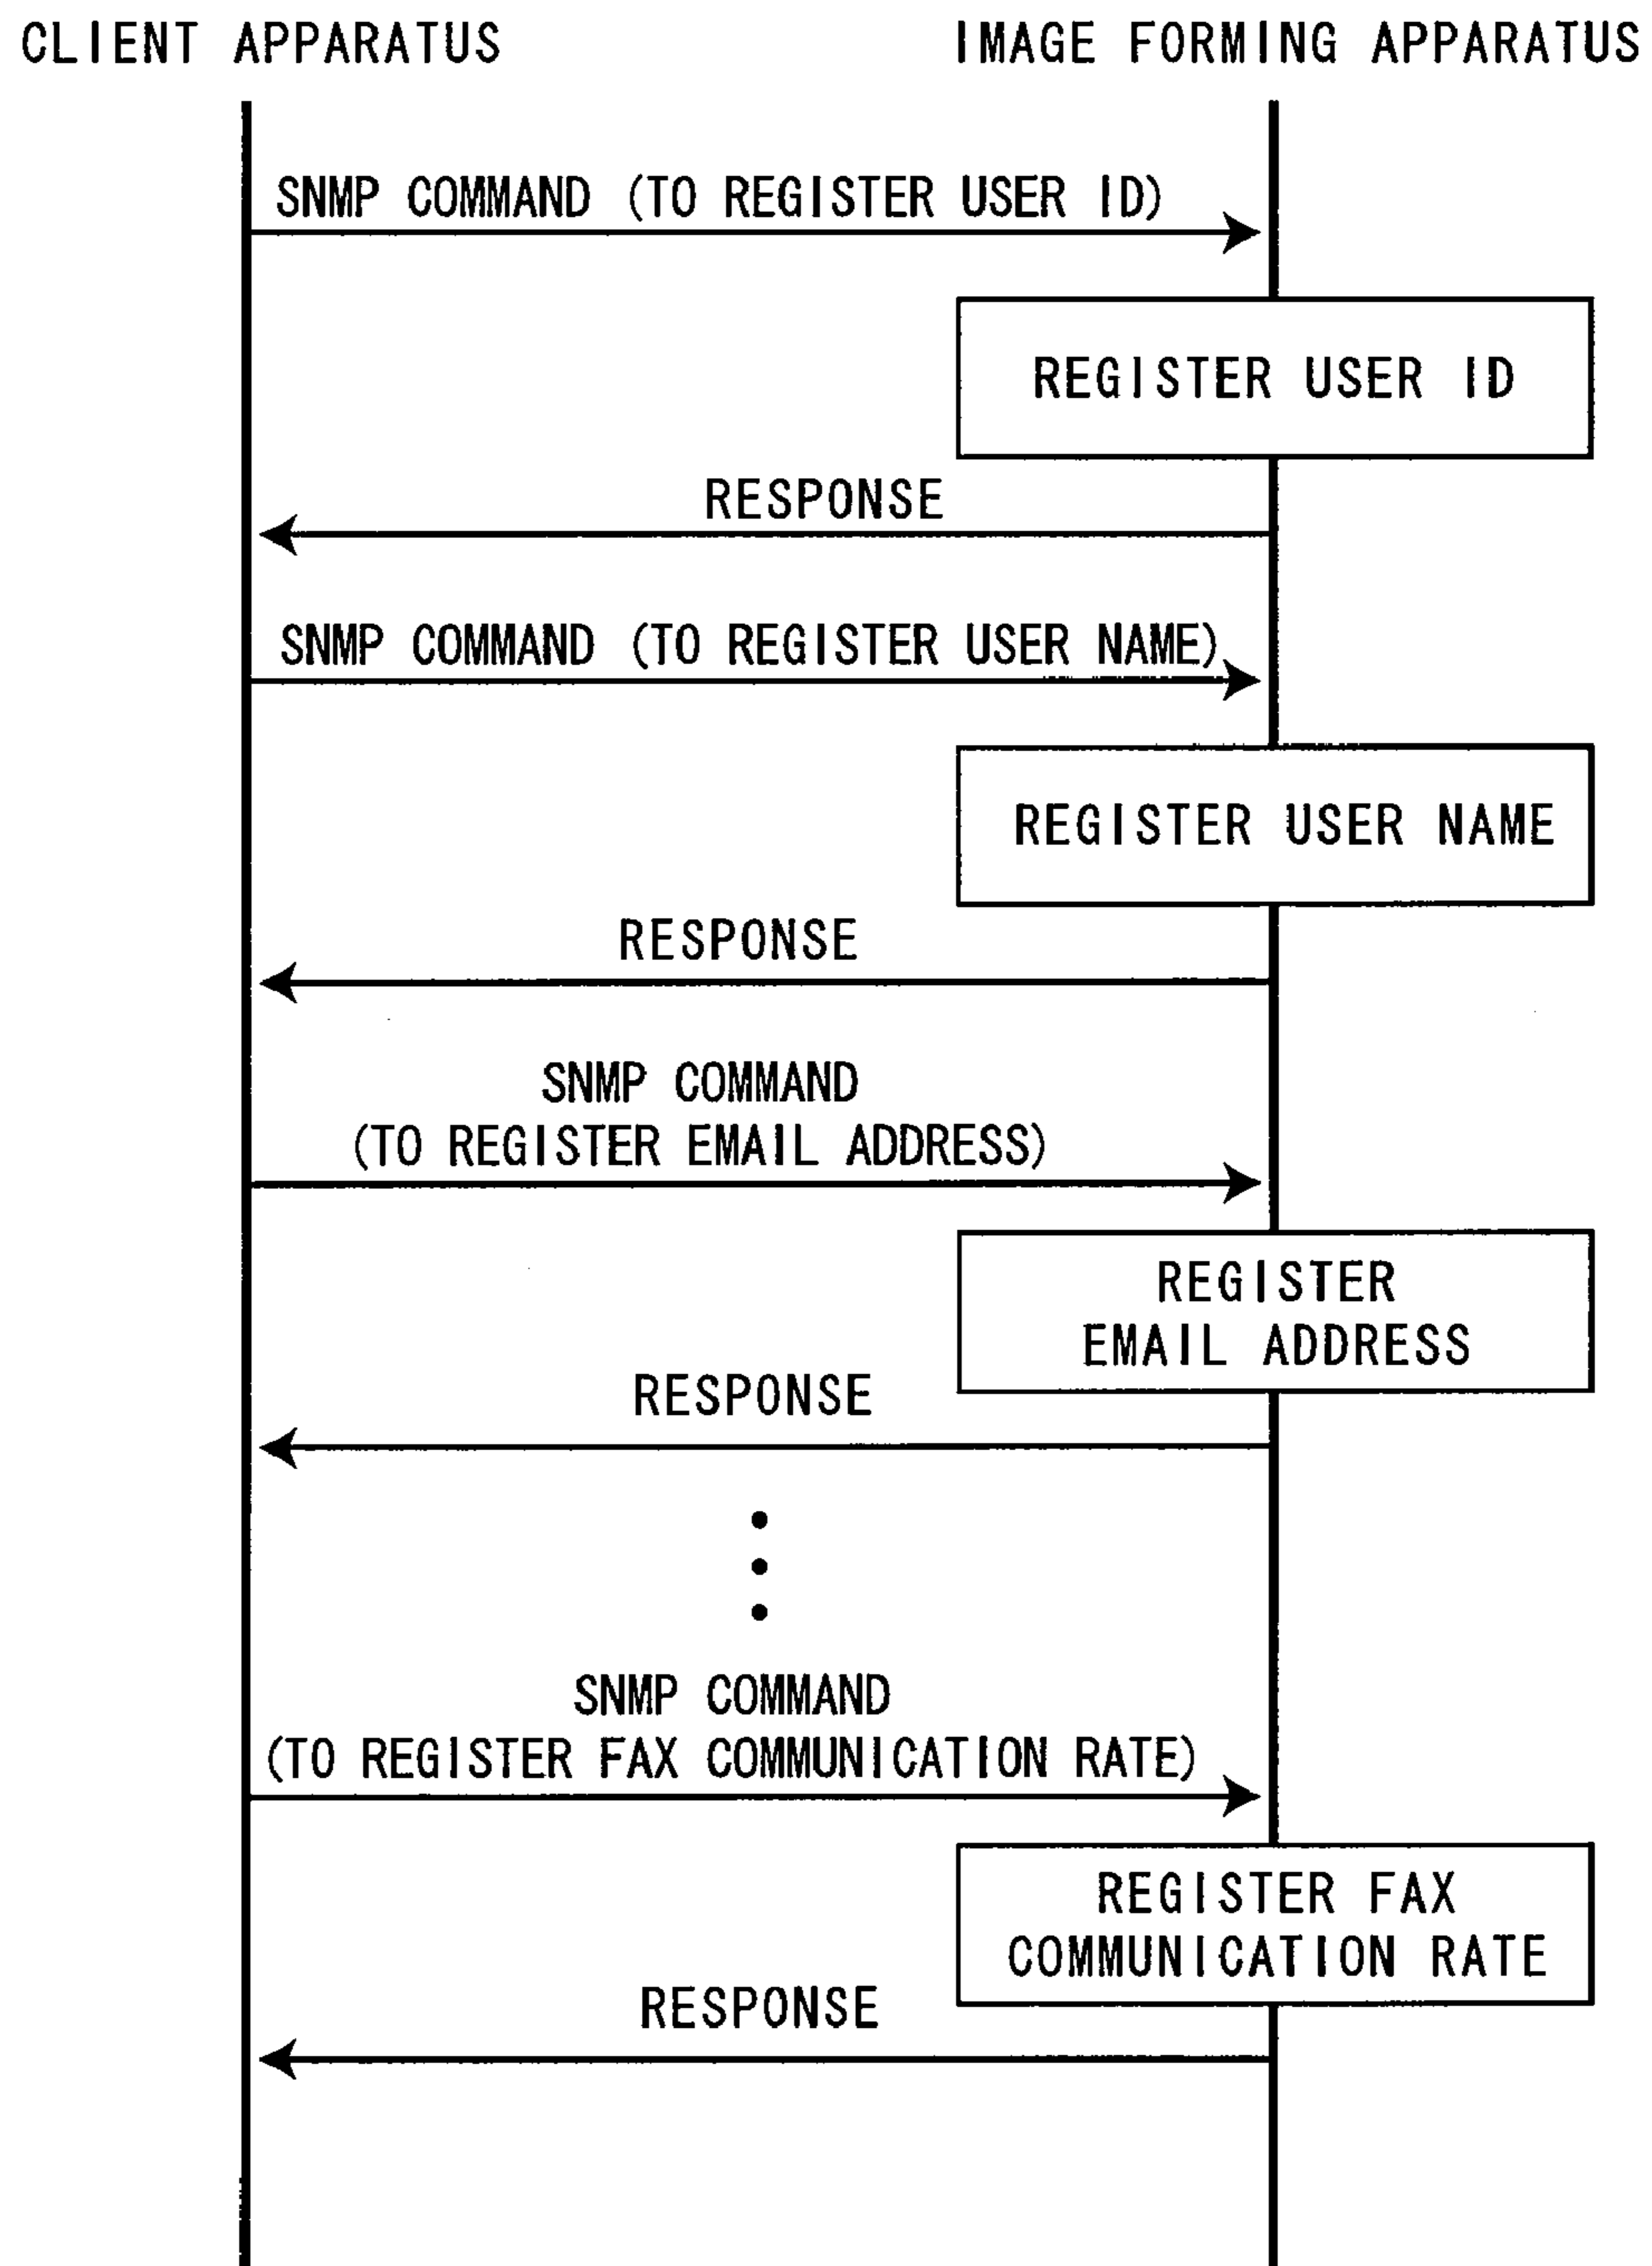 CLIENT APPARATUS
IMAGE FORMING APPARATUS
SNMP COMMAND (TO REGISTER USER ID)
REGISTER USER ID
RESPONSE
SNMP COMMAND (TO REGISTER USER NAME)
REGISTER USER NAME
RESPONSE
SNMP COMMAND
(TO REGISTER EMAIL ADDRESS)
REGISTER
EMAIL ADDRESS
RESPONSE
SNMP COMMAND
(TO REGISTER FAX COMMUNICATION RATE)
REGISTER FAX
COMMUNICATION RATE
RESPONSE